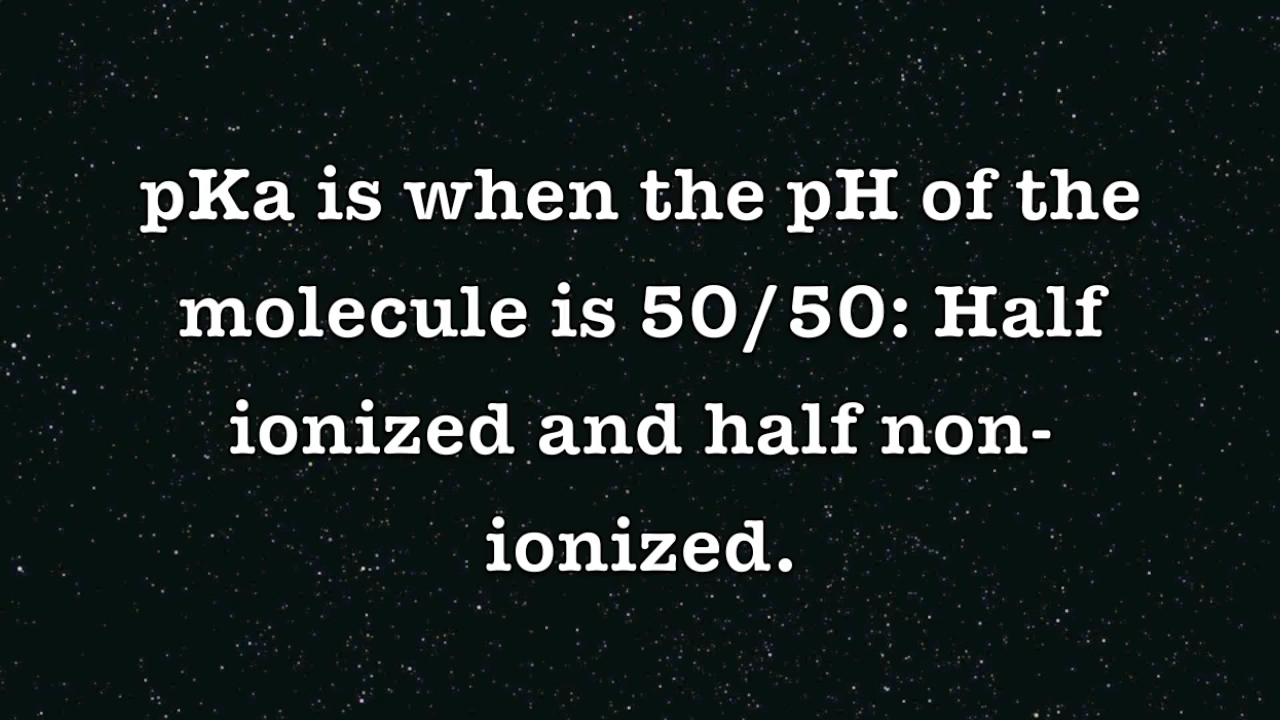 pKa is when the pH of the
molecule is 50/50: Half
ionized and half non-
ionized.